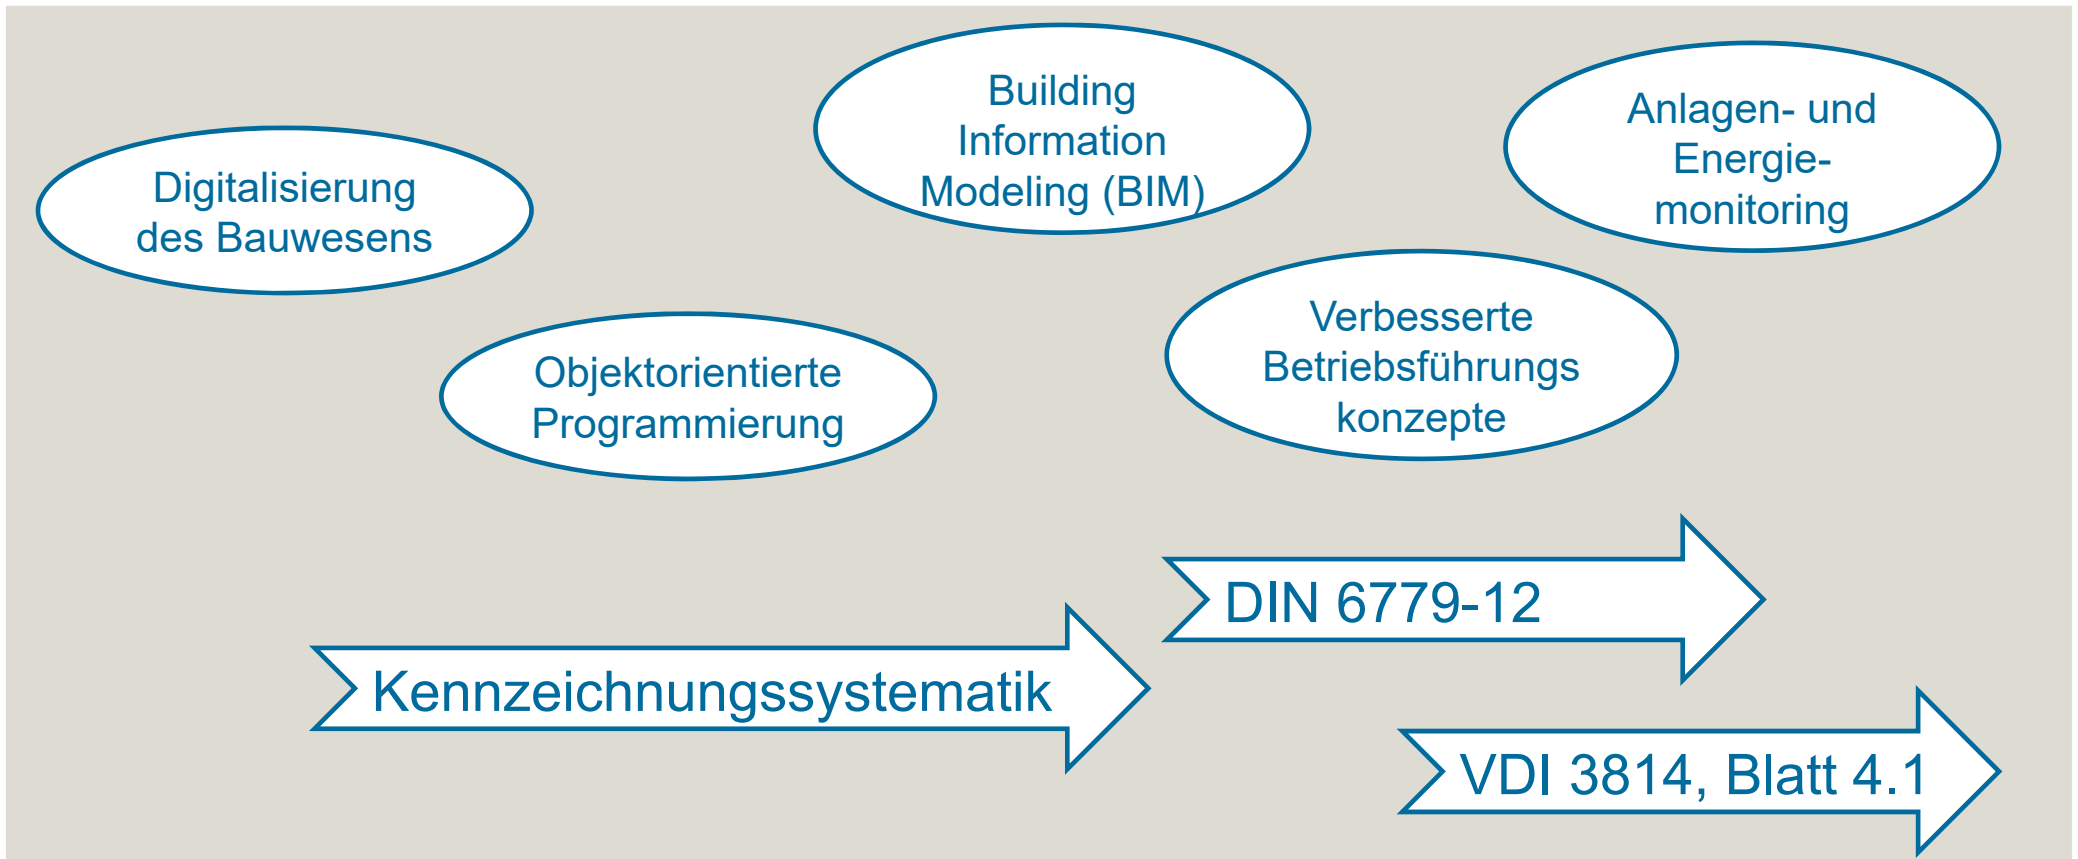 Digitalisierung
des Bauwesens
Objektorientierte
Programmierung
Building
Information
Modeling (BIM)
Verbesserte
Betriebsführungs
konzepte
Anlagen- und
Energie-
monitoring
Kennzeichnungssystematik
DIN 6779-12
VDI 3814, Blatt 4.1